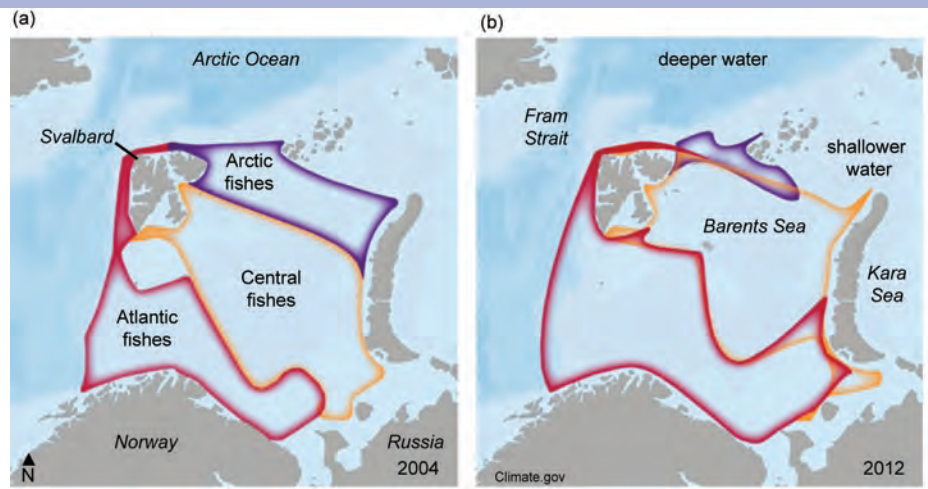 (a)
Arctic Ocean
Svalbard
Arctic
fishes
Central
fishes
Atlantic
fishes
Norway
Russia
N
2004
(b)
deeper water
Fram
Strait
shallower
water
Barents Sea
Kara
Sea
Climate.gov
2012